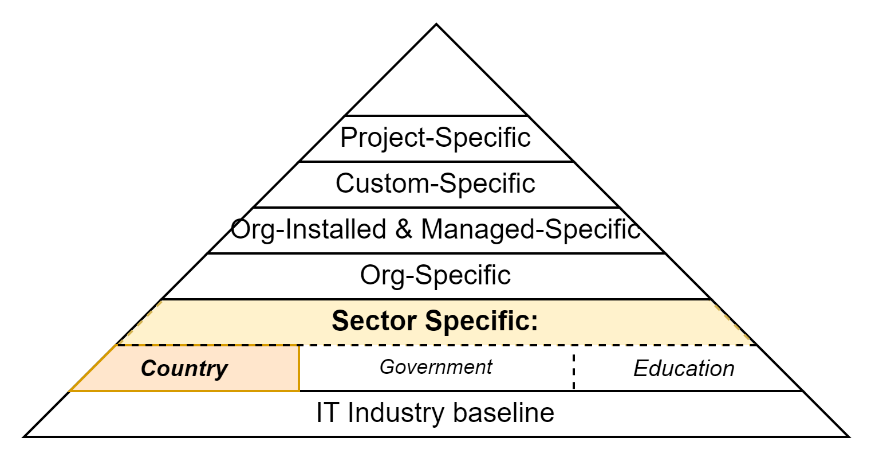 Project-Specific
Custom-Specific
Org-Installed & Managed-Specific
Org-Specific
Sector Specific:
Country Government Education
IT Industry baseline